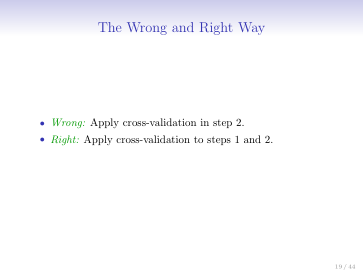 The Wrong and Right Way
• Wrong: Apply cross-validation in step 2.
• Right: Apply cross-validation to steps 1 and 2.
19 / 44